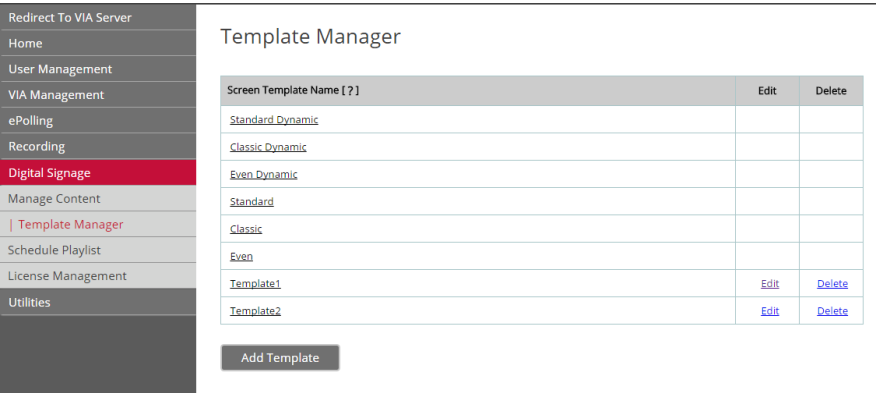 Redirect To VIA Server
Home
User Management
VIA Management
ePolling
Recording
Digital Signage
Manage Content
| Template Manager
Schedule Playlist
License Management
Utilities
Template Manager
Screen Template Name [ ? ] Edit Delete
Standard Dynamic
Classic Dynamic
Even Dynamic
Standard
Classic
Even
Template1 Edit Delete
Template2 Edit Delete
Add Template